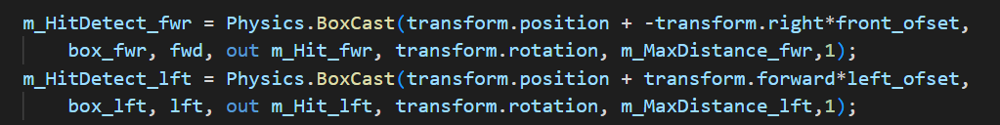 m_HitDetect_fwr = Physics.BoxCast(transform.position + -transform.right*front_ofset,
box_fwr, fwd, out m_Hit_fwr, transform.rotation, m_MaxDistance_fwr,1);
m_HitDetect_lft = Physics.BoxCast(transform.position + transform.forward*left_ofset,
box_lft, lft, out m_Hit_lft, transform.rotation, m_MaxDistance_lft,1);